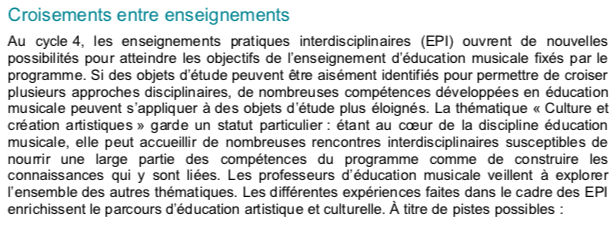 Croisements entre enseignements
Au cycle 4, les enseignements pratiques interdisciplinaires (EPI) ouvrent de nouvelles
possibilités pour atteindre les objectifs de l'enseignement d'éducation musicale fixés par le
programme. Si des objets d'étude peuvent être aisément identifiés pour permettre de croiser
plusieurs approches disciplinaires, de nombreuses compétences développées en éducation
musicale peuvent s'appliquer à des objets d'étude plus éloignés. La thématique « Culture et
création artistiques » garde un statut particulier : étant au cœur de la discipline éducation
musicale, elle peut accueillir de nombreuses rencontres interdisciplinaires susceptibles de
nourrir une large partie des compétences du programme comme de construire les
connaissances qui y sont liées. Les professeurs d'éducation musicale veillent à explorer
l'ensemble des autres thématiques. Les différentes expériences faites dans le cadre des EPI
enrichissent le parcours d'éducation artistique et culturelle. À titre de pistes possibles :